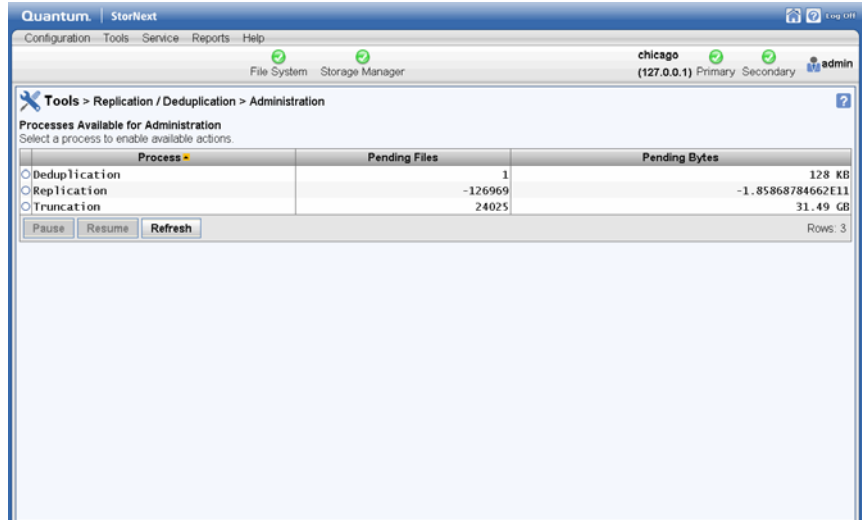 Quantum. | StorNext Log Off
Configuration Tools Service Reports Help
File System Storage Manager
chicago
(127.0.0.1) Primary Secondary
admin
Tools > Replication / Deduplication > Administration
Processes Available for Administration
Select a process to enable available actions.
Process Pending Files Pending Bytes
Deduplication 1 128 KB
Replication -126969 -1.85868784662E11
Truncation 24025 31.49 GB
Pause Resume Refresh Rows: 3